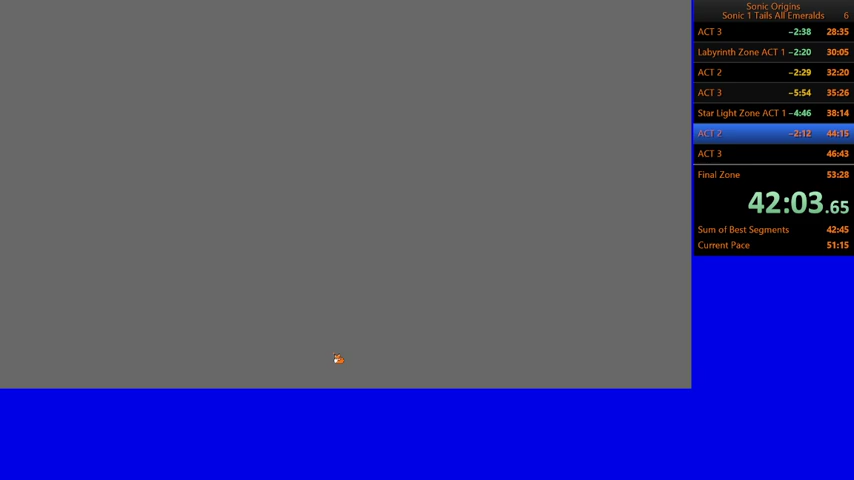 Sonic Origins
Sonic 1 Tails All Emeralds 6
ACT 3 −2:38 28:35
Labyrinth Zone ACT 1 −2:20 30:05
ACT 2 −2:29 32:20
ACT 3 −5:54 35:26
Star Light Zone ACT 1 −4:46 38:14
ACT 2 −2:12 44:15
ACT 3 46:43
Final Zone 53:28
42:03.65
Sum of Best Segments 42:45
Current Pace 51:15